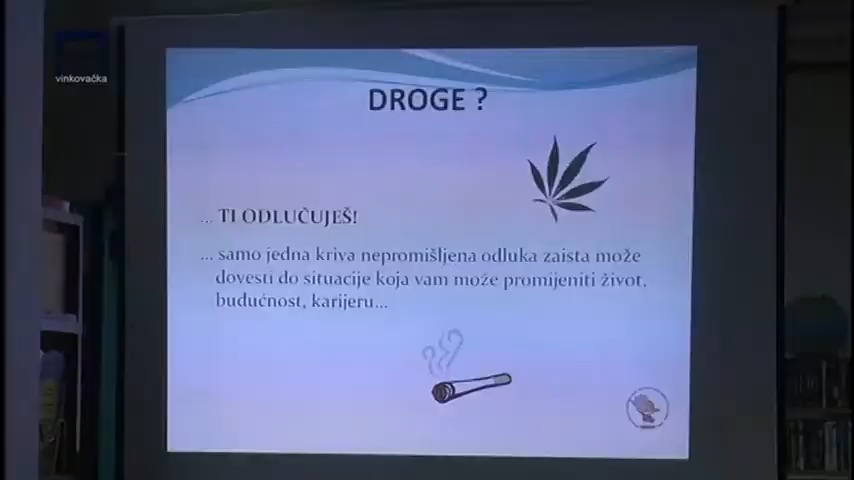 vinkovačka
DROGE ?
... TI ODLUČUJEŠ!
... samo jedna kriva nepromišljena odluka zaista može
dovesti do situacije koja vam može promijeniti život,
budućnost, karijeru...